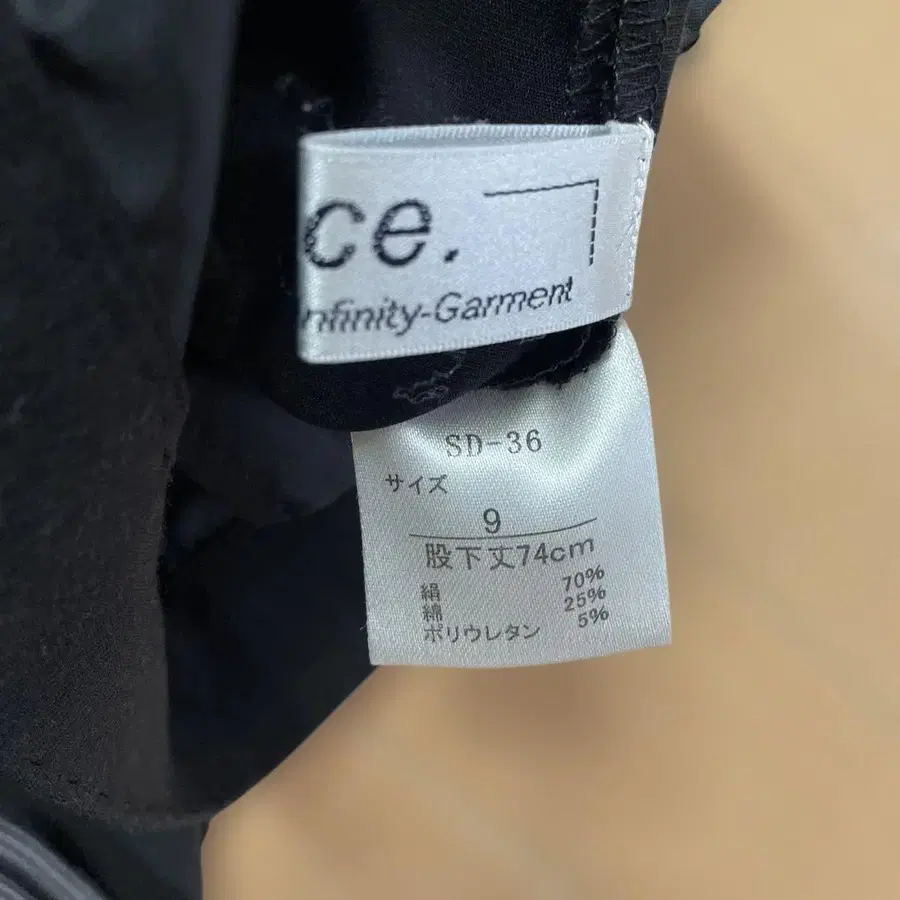 ce.
nfinity-Garment
SD-36
サイズ
9
股下丈74cm
絹 70%
綿 25%
ポリウレタン 5%